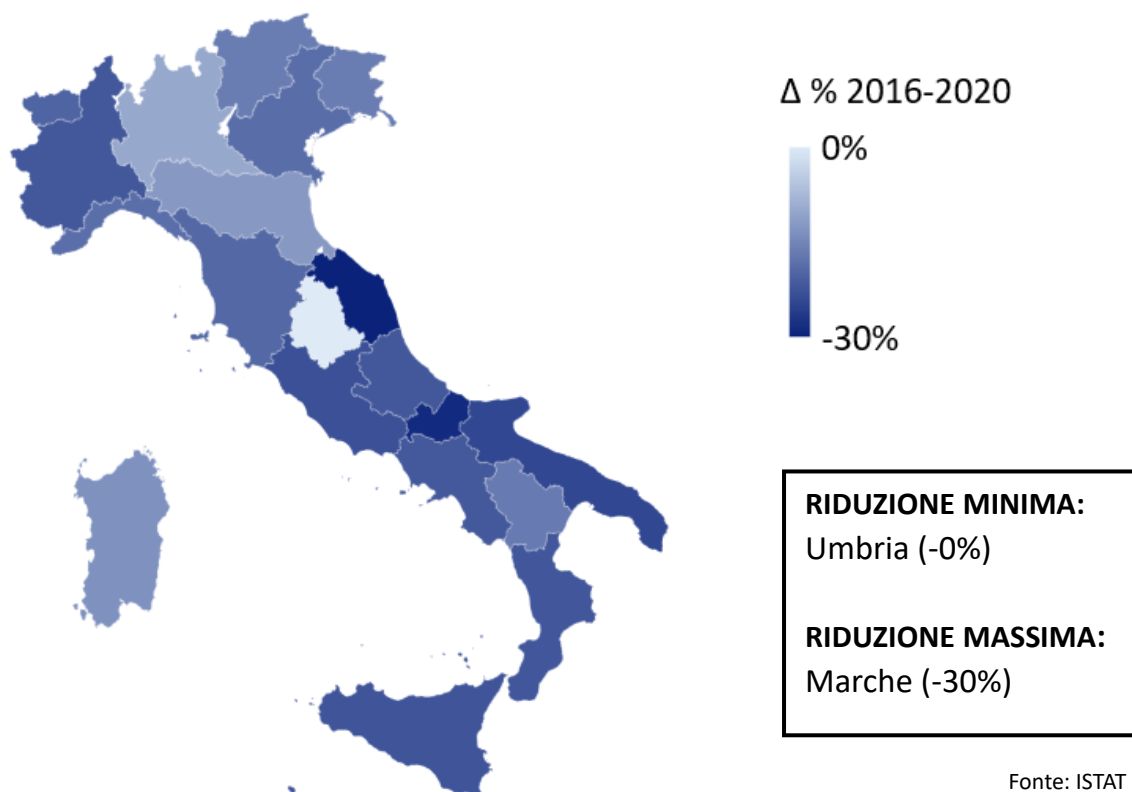 Δ % 2016-2020
0%
-30%
RIDUZIONE MINIMA:
Umbria (-0%)
RIDUZIONE MASSIMA:
Marche (-30%)
Fonte: ISTAT